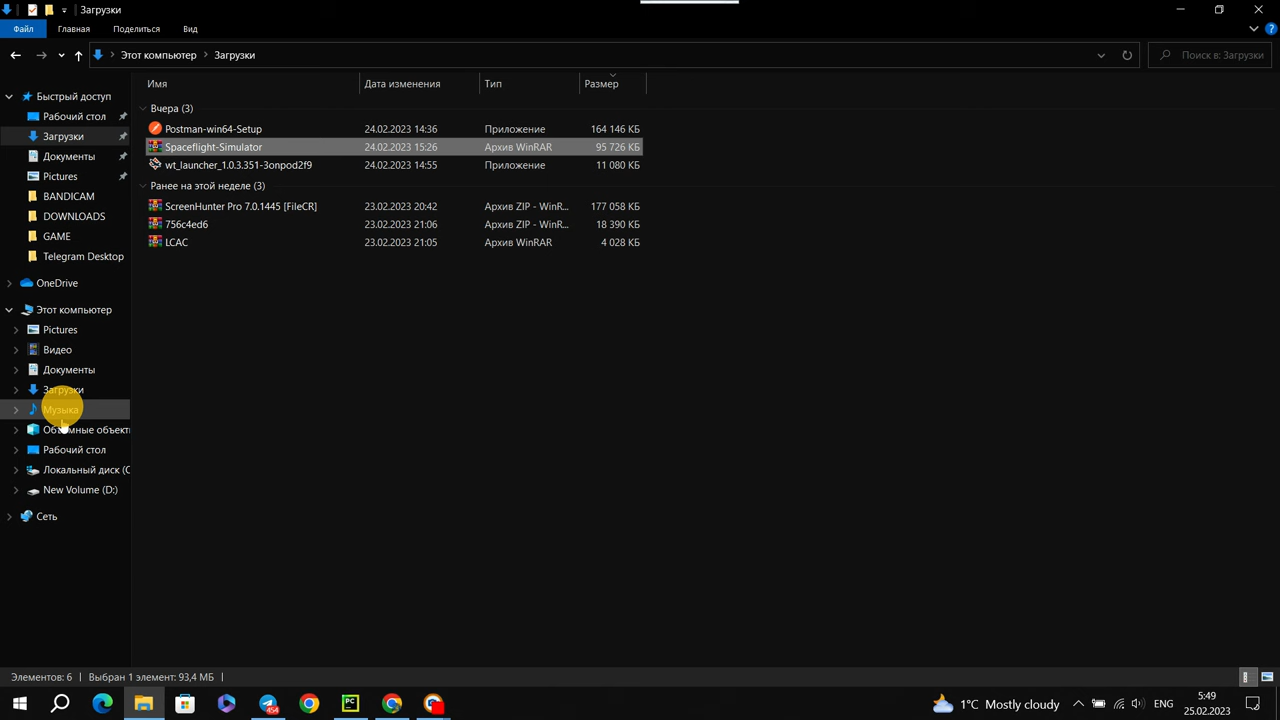 Загрузки
Файл Главная Поделиться Вид
Этот компьютер Загрузки Поиск в: Загрузки
Имя Дата изменения Тип Размер
Быстрый доступ
Рабочий стол
Загрузки
Документы
Pictures
BANDICAM
DOWNLOADS
GAME
Telegram Desktop
OneDrive
Этот компьютер
Pictures
Видео
Документы
Загрузки
Музыка
Объемные объект
Рабочий стол
Локальный диск (C
New Volume (D:)
Сеть
Вчера (3)
Postman-win64-Setup 24.02.2023 14:36 Приложение 164 146 КБ
Spaceflight-Simulator 24.02.2023 15:26 Архив WinRAR 95 726 КБ
wt_launcher_1.0.3.351-3onpod2f9 24.02.2023 14:55 Приложение 11 080 КБ
Ранее на этой неделе (3)
ScreenHunter Pro 7.0.1445 [FileCR] 23.02.2023 20:42 Архив ZIP - WinR... 177 058 КБ
756c4ed6 23.02.2023 21:06 Архив ZIP - WinR... 18 390 КБ
LCAC 23.02.2023 21:05 Архив WinRAR 4 028 КБ
Элементов: 6 Выбран 1 элемент: 93,4 МБ
454
PC
1°C Mostly cloudy ENG 5:49
25.02.2023